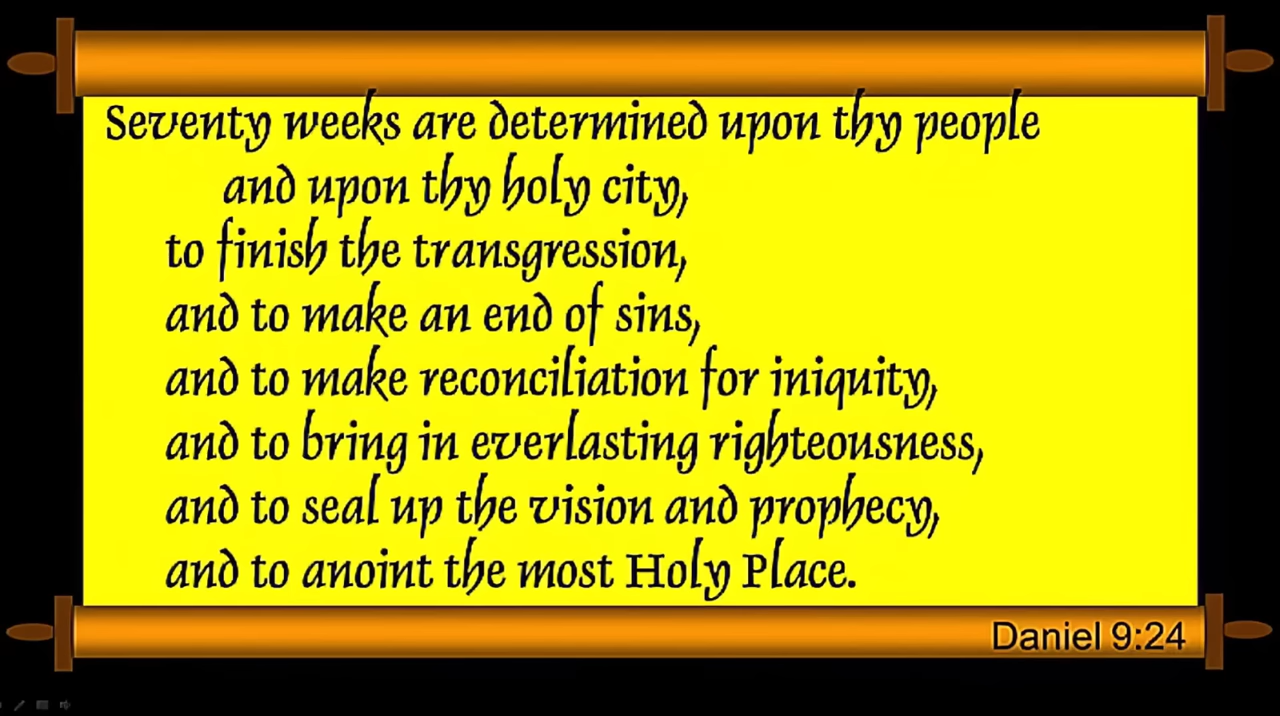 Seventy weeks are determined upon thy people
and upon thy holy city,
to finish the transgression,
and to make an end of sins,
and to make reconciliation for iniquity,
and to bring in everlasting righteousness,
and to seal up the vision and prophecy,
and to anoint the most Holy Place.
Daniel 9:24